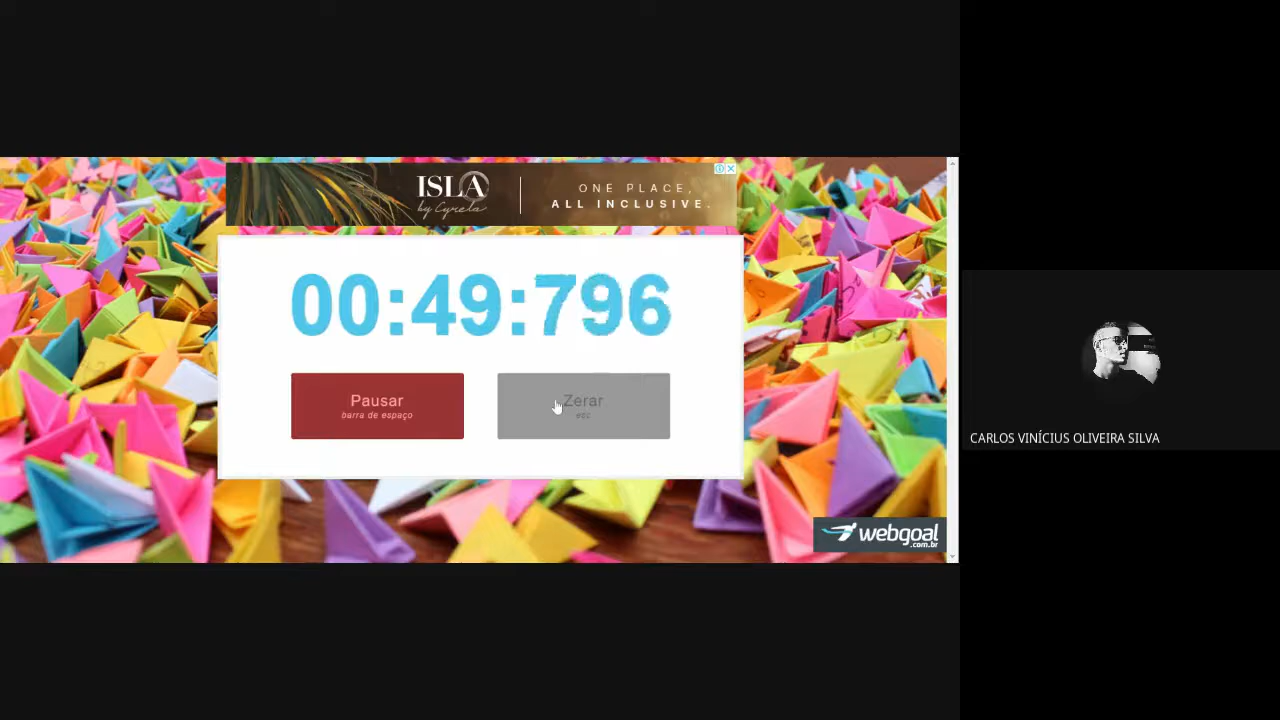 ISLA
by Cyrela
ONE PLACE,
ALL INCLUSIVE.
00:49:796
Pausar
barra de espaço
Zerar
esc
webgoal
.com.br
CARLOS VINÍCIUS OLIVEIRA SILVA